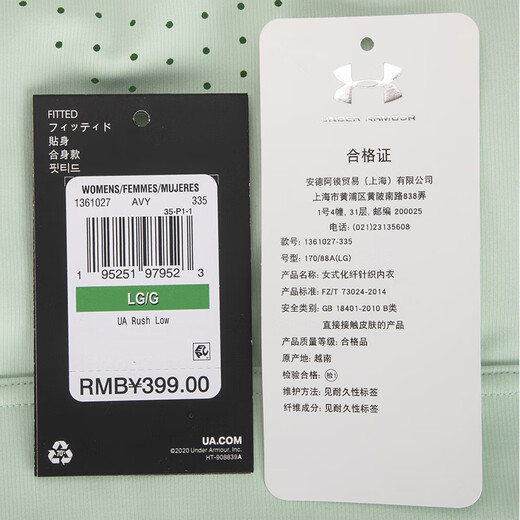 FITTED
フィッティド
貼身
合身款
핏티드
WOMENS/FEMMES/MUJERES
1361027 AVY 335
35-P1-1
1 95251 97952 3
LG/G
UA Rush Low
RMB¥399.00
UA.COM
©2020 Under Armour, Inc.
HT-908839A
UNDER ARMOUR
合格证
安德阿镆贸易（上海）有限公司
上海市黄浦区黄陂南路838弄
1号4幢, 31层, 邮编 200025
电话: (021)23135608
款号: 1361027-335
号型: 170/88A(LG)
产品名称: 女式化纤针织内衣
产品标准: FZ/T 73024-2014
安全类别: GB 18401-2010 B类
直接接触皮肤的产品
产品质量等级: 合格品
原产地: 越南
检验合格: 检1
维护方法: 见耐久性标签
纤维成分: 见耐久性标签